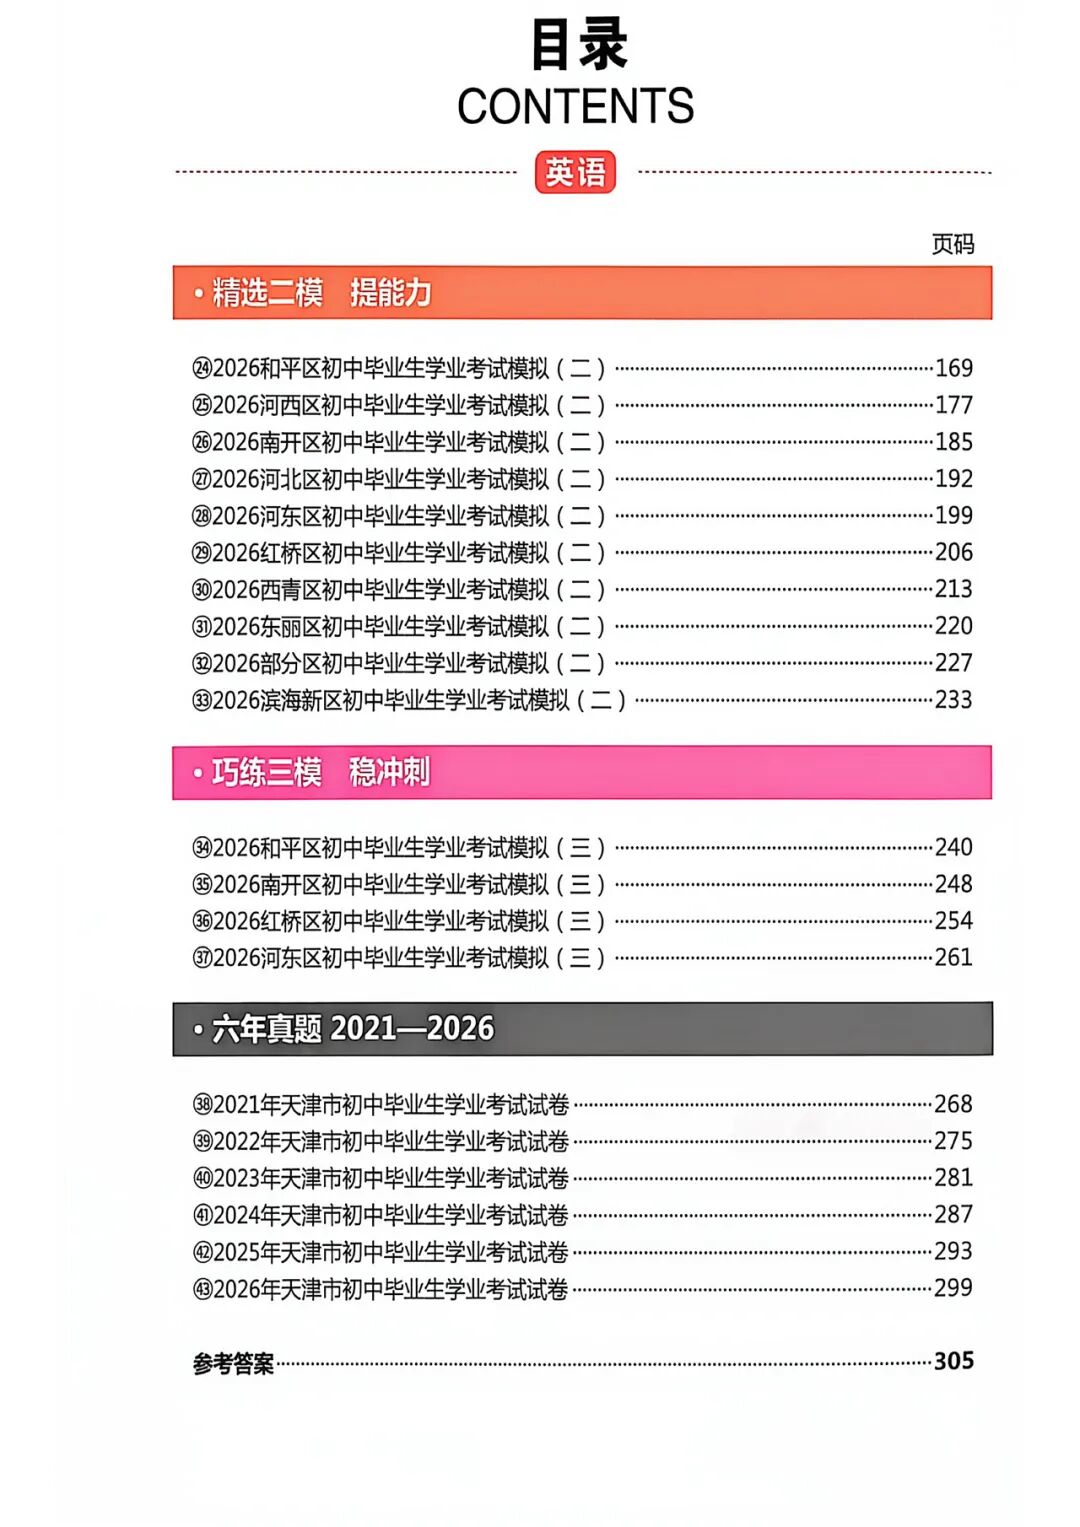 目录
CONTENTS
英语
页码
·精选二模 提能力
㉔2026和平区初中毕业生学业考试模拟（二）169
㉕2026河西区初中毕业生学业考试模拟（二）177
㉖2026南开区初中毕业生学业考试模拟（二）185
㉗2026河北区初中毕业生学业考试模拟（二）192
㉘2026河东区初中毕业生学业考试模拟（二）199
㉙2026红桥区初中毕业生学业考试模拟（二）206
㉚2026西青区初中毕业生学业考试模拟（二）213
㉛2026东丽区初中毕业生学业考试模拟（二）220
㉜2026部分区初中毕业生学业考试模拟（二）227
㉝2026滨海新区初中毕业生学业考试模拟（二）233
·巧练三模 稳冲刺
㉞2026和平区初中毕业生学业考试模拟（三）240
㉟2026南开区初中毕业生学业考试模拟（三）248
㊱2026红桥区初中毕业生学业考试模拟（三）254
㊲2026河东区初中毕业生学业考试模拟（三）261
·六年真题 2021—2026
㊳2021年天津市初中毕业生学业考试试卷268
㊴2022年天津市初中毕业生学业考试试卷275
㊵2023年天津市初中毕业生学业考试试卷281
㊶2024年天津市初中毕业生学业考试试卷287
㊷2025年天津市初中毕业生学业考试试卷293
㊸2026年天津市初中毕业生学业考试试卷299
参考答案305